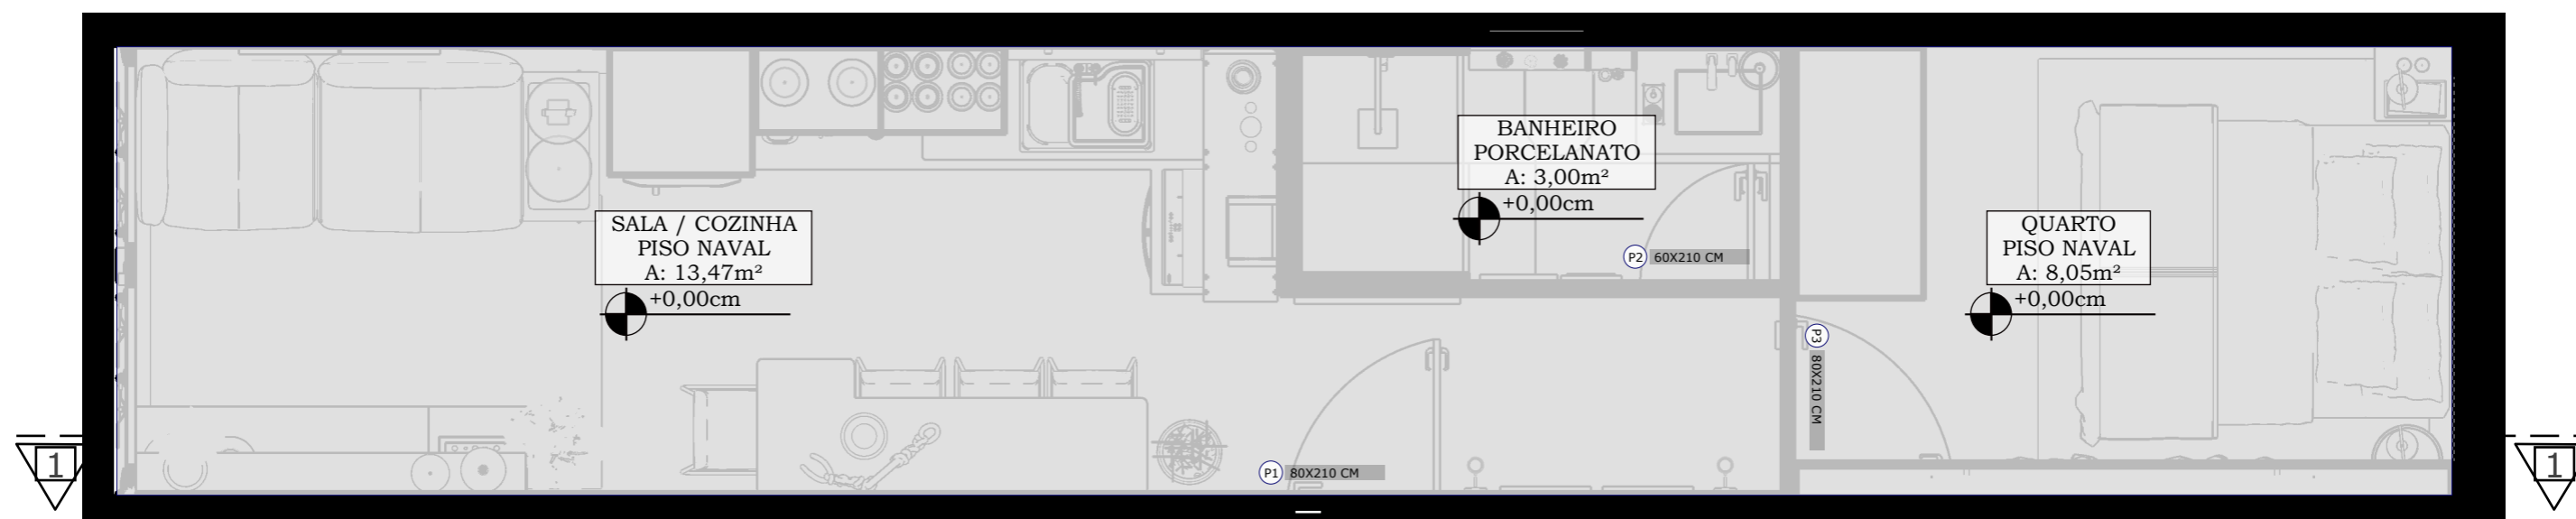 SALA / COZINHA
PISO NAVAL
A: 13,47m²
+0,00cm
BANHEIRO
PORCELANATO
A: 3,00m²
+0,00cm
P2 60X210 CM
QUARTO
PISO NAVAL
A: 8,05m²
+0,00cm
P3 80X210 CM
P1 80X210 CM
1
1